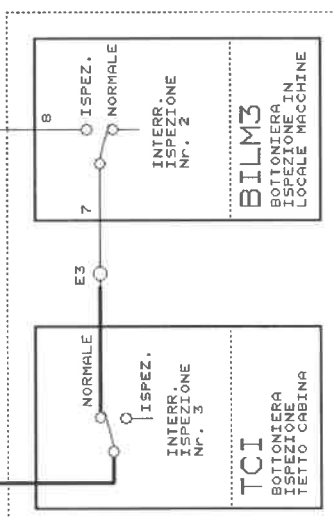 8
ISPEZ.
NORMALE
INTERR.
ISPEZIONE
Nr. 2
BILM3
BOTTONIERA
ISPEZIONE IN
LOCALE MACCHINE
7
E3
NORMALE
ISPEZ.
INTERR.
ISPEZIONE
Nr. 3
TCI
BOTTONIERA
ISPEZIONE
TETTO CABINA